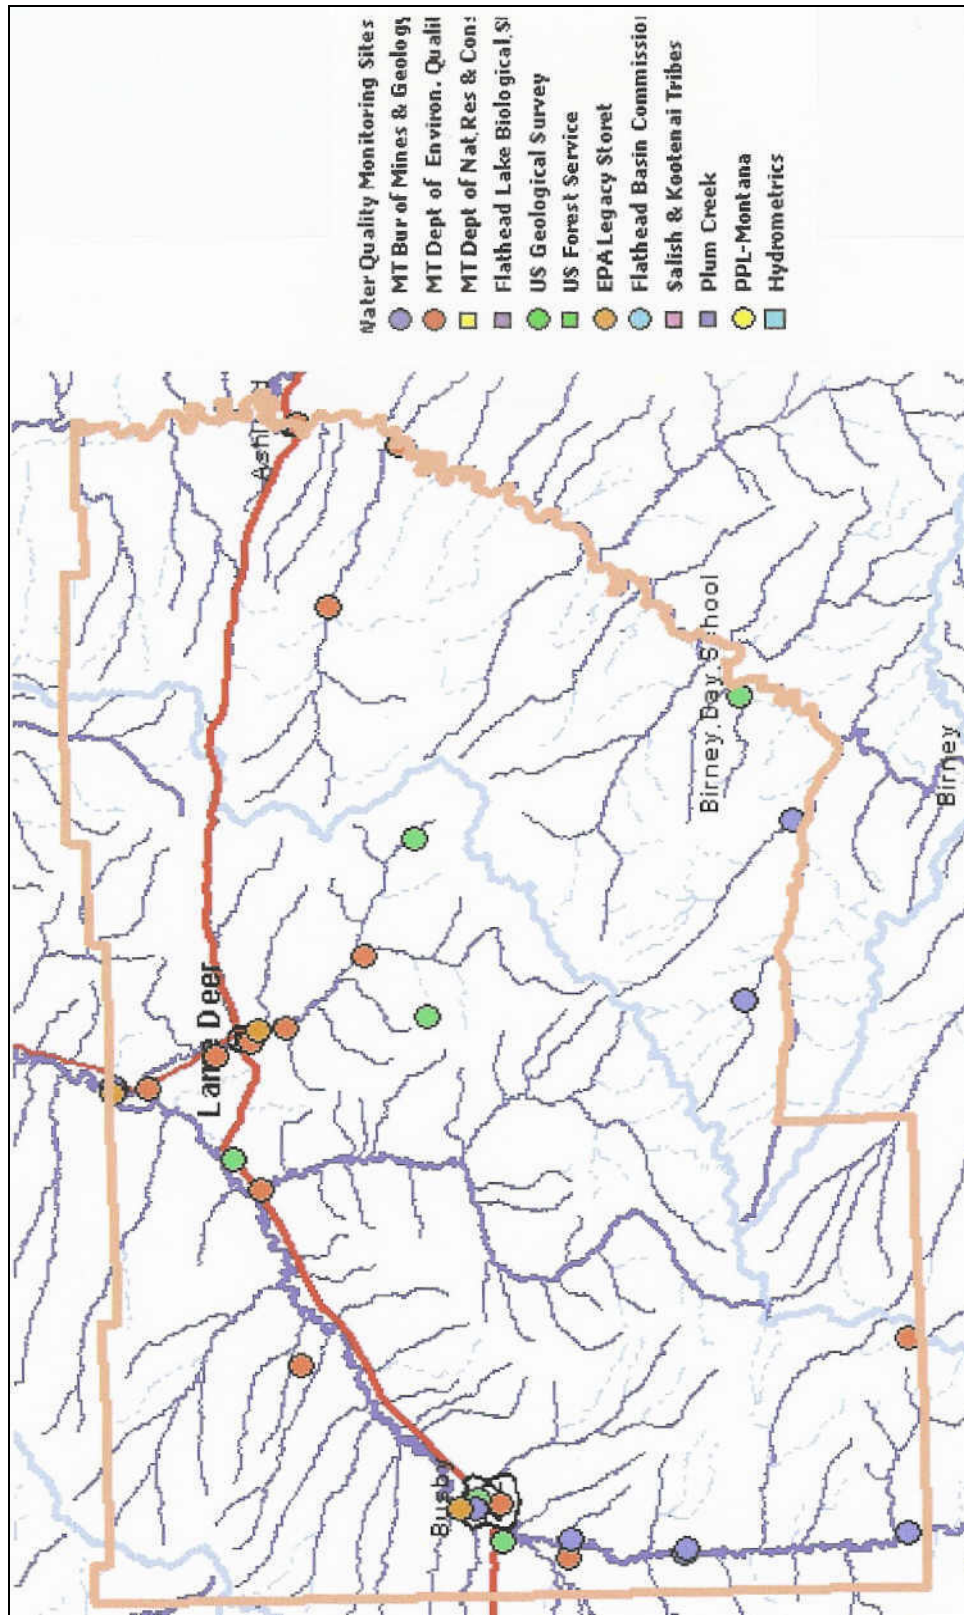 Water Quality Monitoring Sites
MT Bur of Mines & Geology
MT Dept of Environ. Quali
MT Dept of Nat.Res & Con
Flathead Lake Biological.
US Geological Survey
US Forest Service
EPA Legacy Storet
Flathead Basin Commissio
Salish & Kootenai Tribes
Plum Creek
PPL-Montana
Hydrometrics
Lame Deer
Busby
Birney Day School
Birney